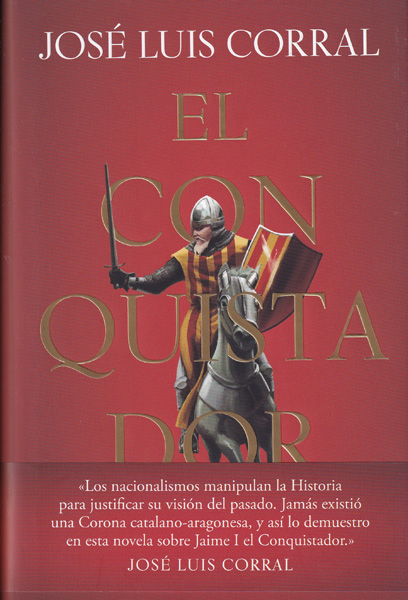 JOSÉ LUIS CORRAL
EL
CON
QUISTA
DOR
«Los nacionalismos manipulan la Historia
para justificar su visión del pasado. Jamás existió
una Corona catalano-aragonesa, y así lo demuestro
en esta novela sobre Jaime I el Conquistador.»
JOSÉ LUIS CORRAL